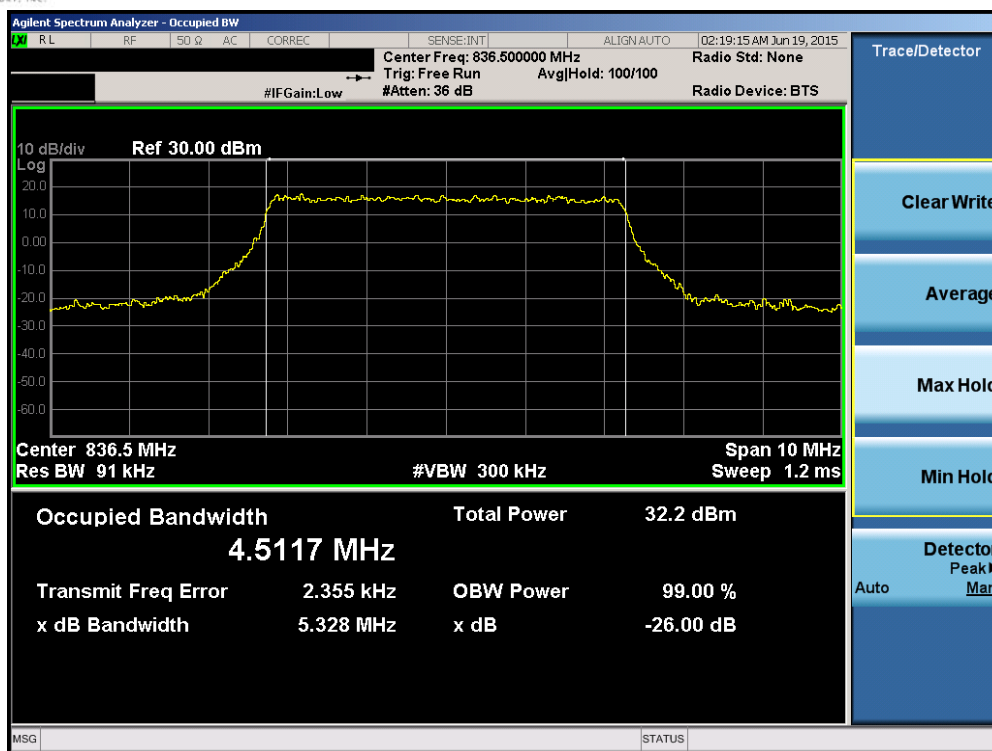 Agilent Spectrum Analyzer - Occupied BW
LXI RL RF 50 Ω AC CORREC SENSE:INT ALIGN AUTO 02:19:15 AM Jun 19, 2015
Center Freq: 836.500000 MHz Radio Std: None
Trig: Free Run Avg|Hold: 100/100
#IFGain:Low #Atten: 36 dB Radio Device: BTS
Trace/Detector
10 dB/div Ref 30.00 dBm
Log
20.0
10.0
0.00
-10.0
-20.0
-30.0
-40.0
-50.0
-60.0
Center 836.5 MHz Span 10 MHz
Res BW 91 kHz #VBW 300 kHz Sweep 1.2 ms
Occupied Bandwidth Total Power 32.2 dBm
4.5117 MHz
Transmit Freq Error 2.355 kHz OBW Power 99.00 %
x dB Bandwidth 5.328 MHz x dB -26.00 dB
Clear Write
Average
Max Hold
Min Hold
Detector
Peak
Auto Man
MSG STATUS